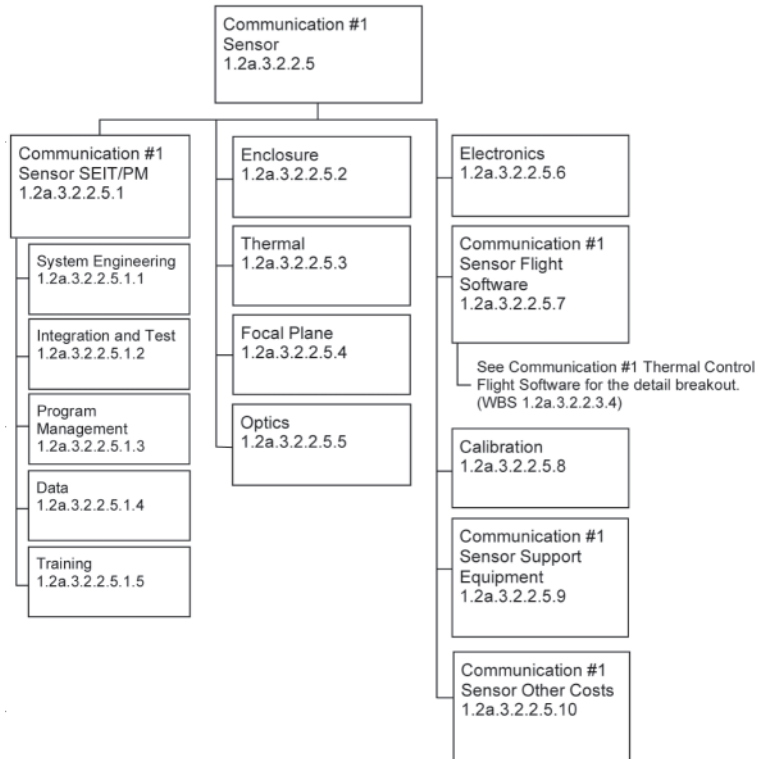 Communication #1
Sensor
1.2a.3.2.2.5
Communication #1
Sensor SEIT/PM
1.2a.3.2.2.5.1
System Engineering
1.2a.3.2.2.5.1.1
Integration and Test
1.2a.3.2.2.5.1.2
Program
Management
1.2a.3.2.2.5.1.3
Data
1.2a.3.2.2.5.1.4
Training
1.2a.3.2.2.5.1.5
Enclosure
1.2a.3.2.2.5.2
Thermal
1.2a.3.2.2.5.3
Focal Plane
1.2a.3.2.2.5.4
Optics
1.2a.3.2.2.5.5
Electronics
1.2a.3.2.2.5.6
Communication #1
Sensor Flight
Software
1.2a.3.2.2.5.7
See Communication #1 Thermal Control
Flight Software for the detail breakout.
(WBS 1.2a.3.2.2.3.4)
Calibration
1.2a.3.2.2.5.8
Communication #1
Sensor Support
Equipment
1.2a.3.2.2.5.9
Communication #1
Sensor Other Costs
1.2a.3.2.2.5.10